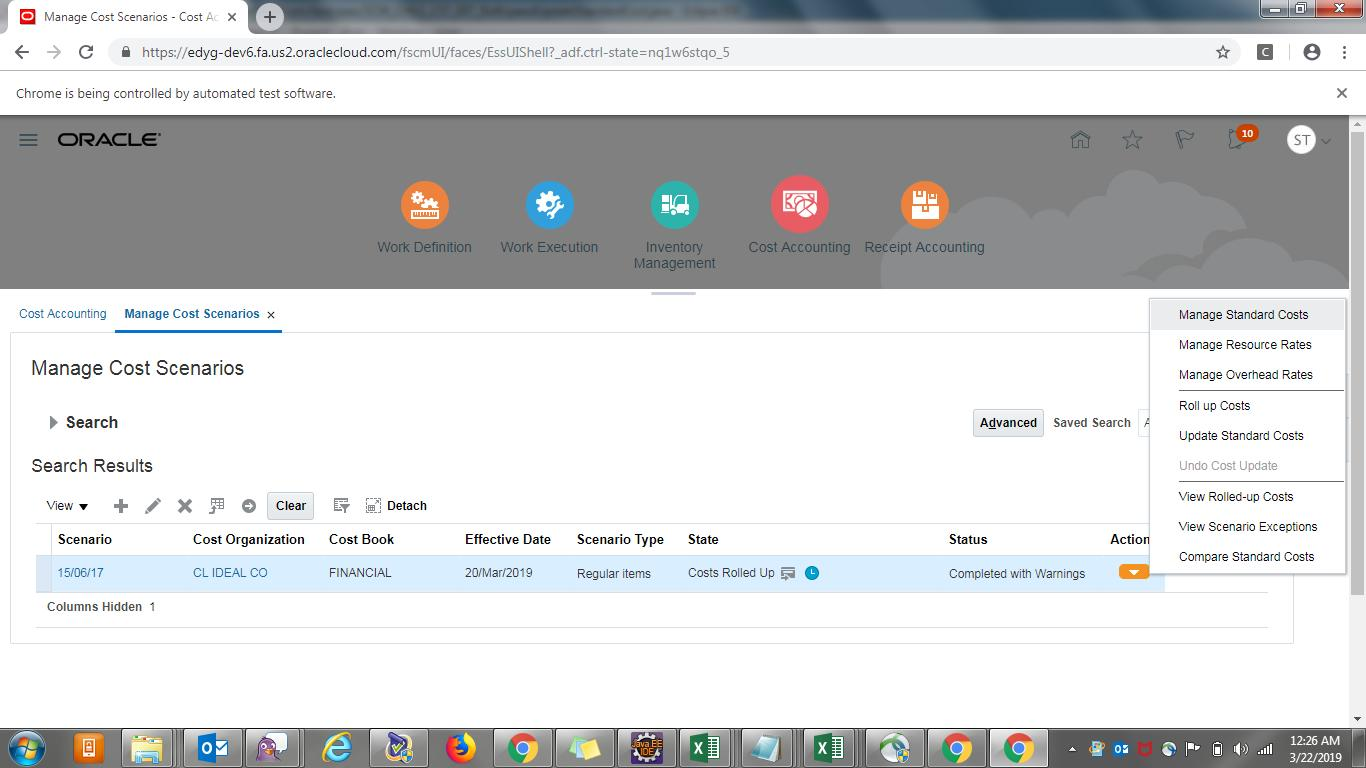 Manage Cost Scenarios - Cost Ac
https://edyg-dev6.fa.us2.oraclecloud.com/fscmUI/faces/EssUIShell?_adf.ctrl-state=nq1w6stqo_5
C
Chrome is being controlled by automated test software.
ORACLE
10
ST
Work Definition
Work Execution
Inventory Management
Cost Accounting
Receipt Accounting
Cost Accounting
Manage Cost Scenarios
Manage Standard Costs
Manage Resource Rates
Manage Overhead Rates
Roll up Costs
Update Standard Costs
Undo Cost Update
View Rolled-up Costs
View Scenario Exceptions
Compare Standard Costs
Manage Cost Scenarios
Search
Advanced Saved Search A
Search Results
View Clear Detach
Scenario Cost Organization Cost Book Effective Date Scenario Type State Status Action
15/06/17 CL IDEAL CO FINANCIAL 20/Mar/2019 Regular items Costs Rolled Up Completed with Warnings
Columns Hidden 1
Java EE
IDE
12:26 AM
3/22/2019